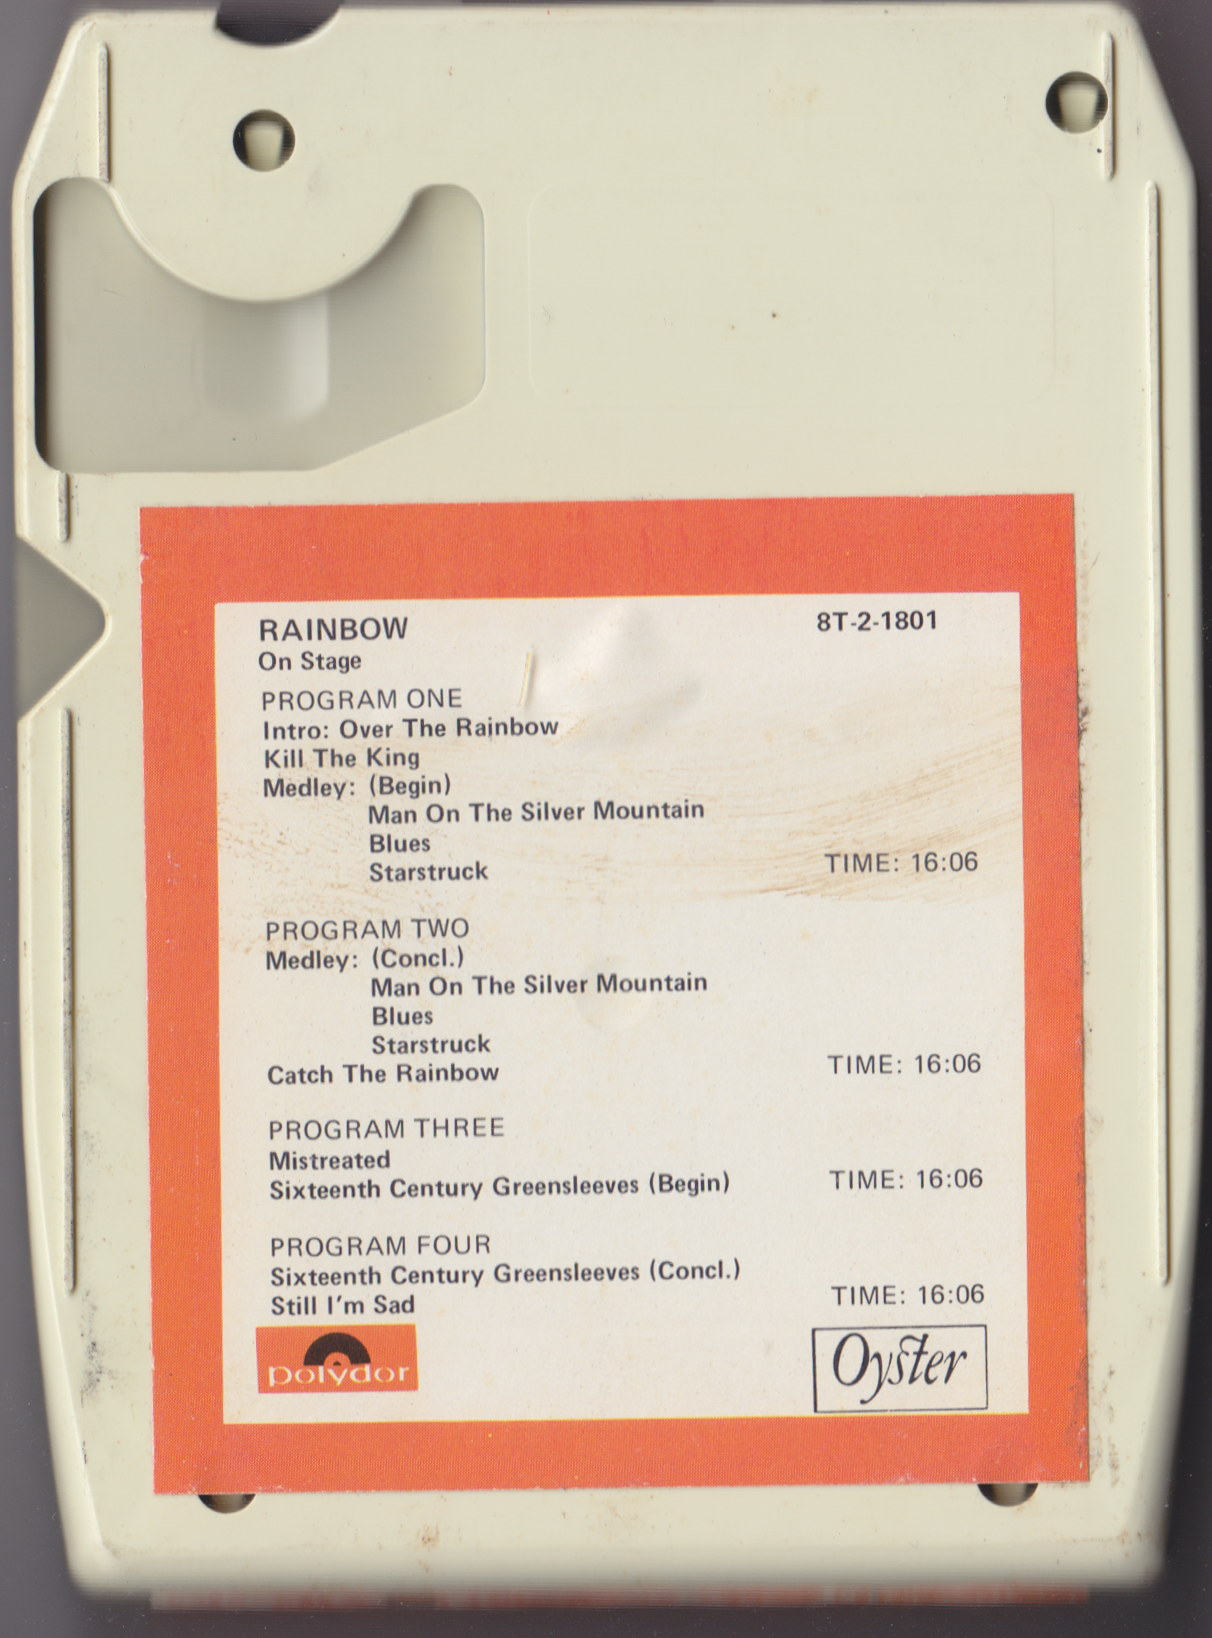 RAINBOW 8T-2-1801
On Stage
PROGRAM ONE
Intro: Over The Rainbow
Kill The King
Medley: (Begin)
Man On The Silver Mountain
Blues
Starstruck TIME: 16:06
PROGRAM TWO
Medley: (Concl.)
Man On The Silver Mountain
Blues
Starstruck
Catch The Rainbow TIME: 16:06
PROGRAM THREE
Mistreated
Sixteenth Century Greensleeves (Begin) TIME: 16:06
PROGRAM FOUR
Sixteenth Century Greensleeves (Concl.)
Still I'm Sad TIME: 16:06
polydor Oyster